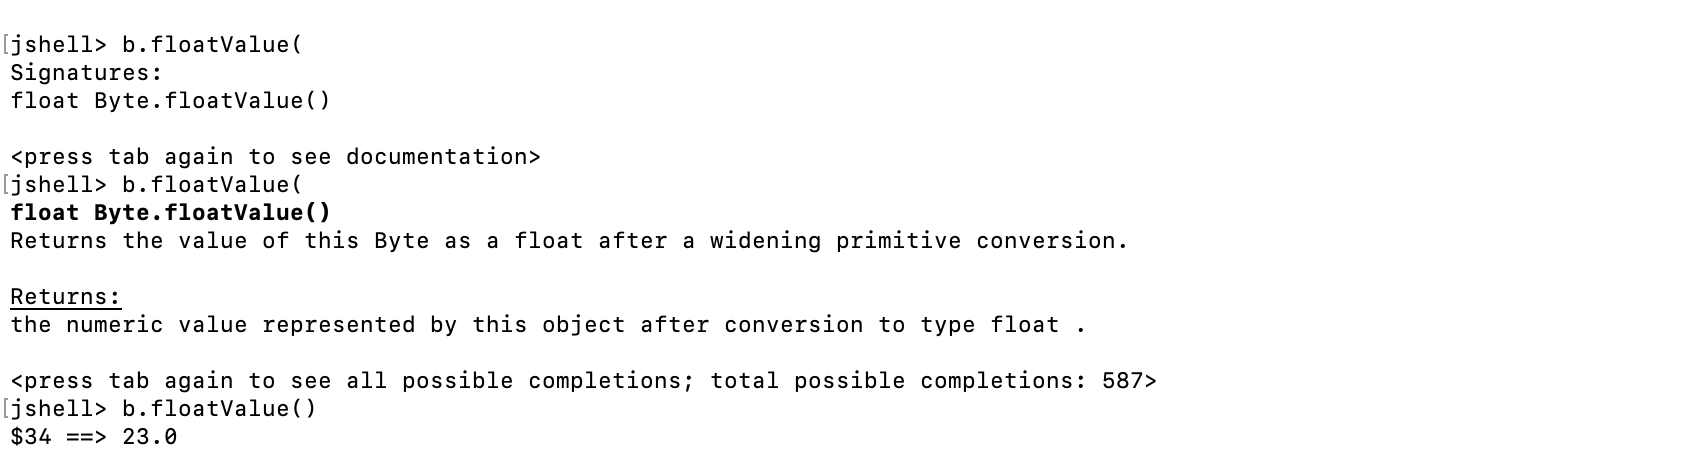 [jshell> b.floatValue(
Signatures:
float Byte.floatValue()
<press tab again to see documentation>
[jshell> b.floatValue(
float Byte.floatValue()
Returns the value of this Byte as a float after a widening primitive conversion.
Returns:
the numeric value represented by this object after conversion to type float .
<press tab again to see all possible completions; total possible completions: 587>
[jshell> b.floatValue()
$34 ==> 23.0